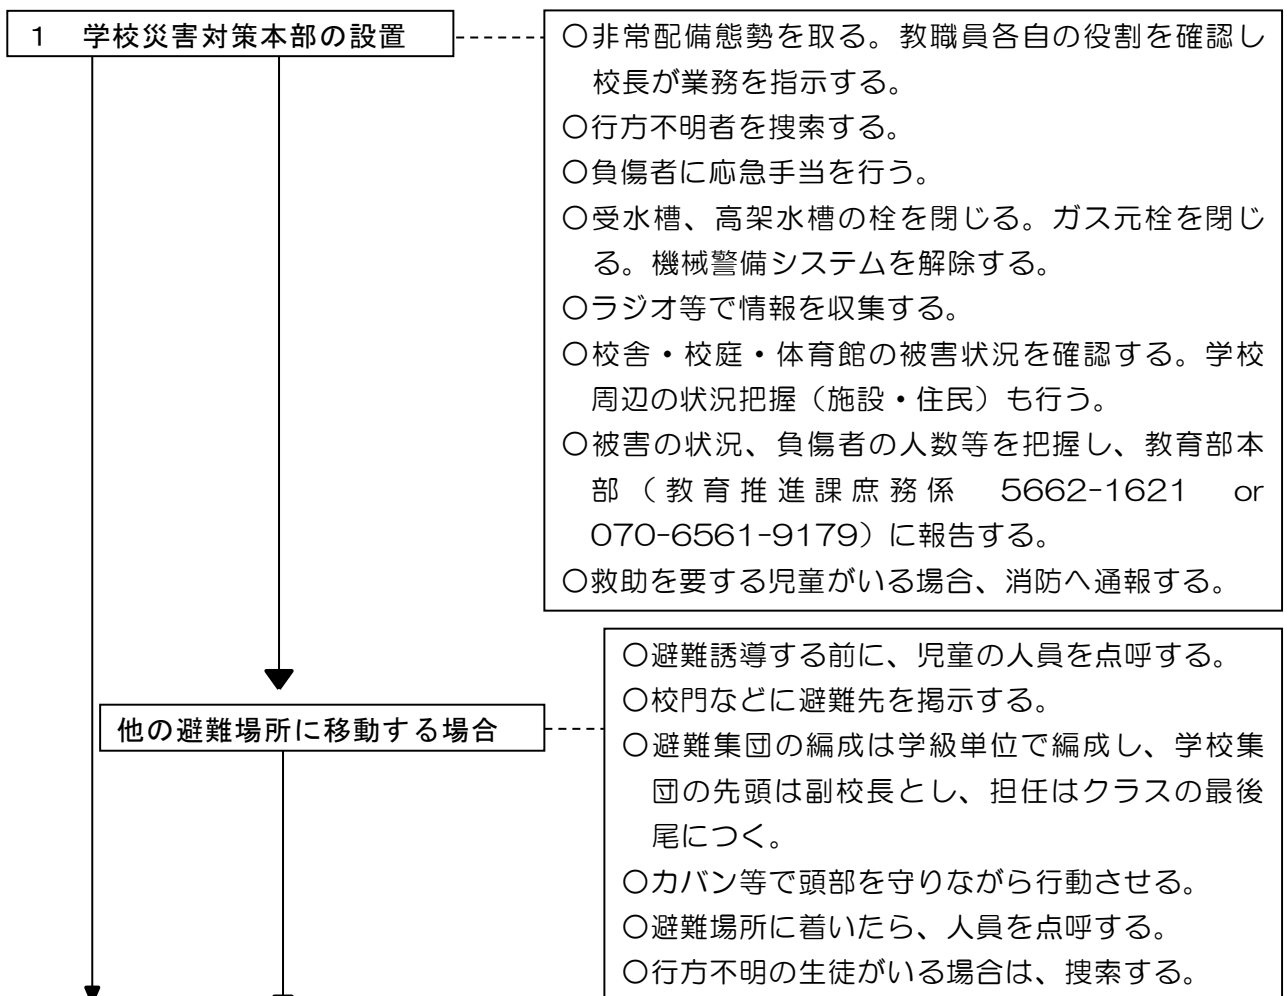 1　学校災害対策本部の設置
〇非常配備態勢を取る。教職員各自の役割を確認し
校長が業務を指示する。
〇行方不明者を捜索する。
〇負傷者に応急手当を行う。
〇受水槽、高架水槽の栓を閉じる。ガス元栓を閉じ
る。機械警備システムを解除する。
〇ラジオ等で情報を収集する。
〇校舎・校庭・体育館の被害状況を確認する。学校
周辺の状況把握（施設・住民）も行う。
〇被害の状況、負傷者の人数等を把握し、教育部本
部（教育推進課庶務係　5662-1621　or
070-6561-9179）に報告する。
〇救助を要する児童がいる場合、消防へ通報する。
他の避難場所に移動する場合
〇避難誘導する前に、児童の人員を点呼する。
〇校門などに避難先を掲示する。
〇避難集団の編成は学級単位で編成し、学校集
団の先頭は副校長とし、担任はクラスの最後
尾につく。
〇カバン等で頭部を守りながら行動させる。
〇避難場所に着いたら、人員を点呼する。
〇行方不明の生徒がいる場合は、捜索する。